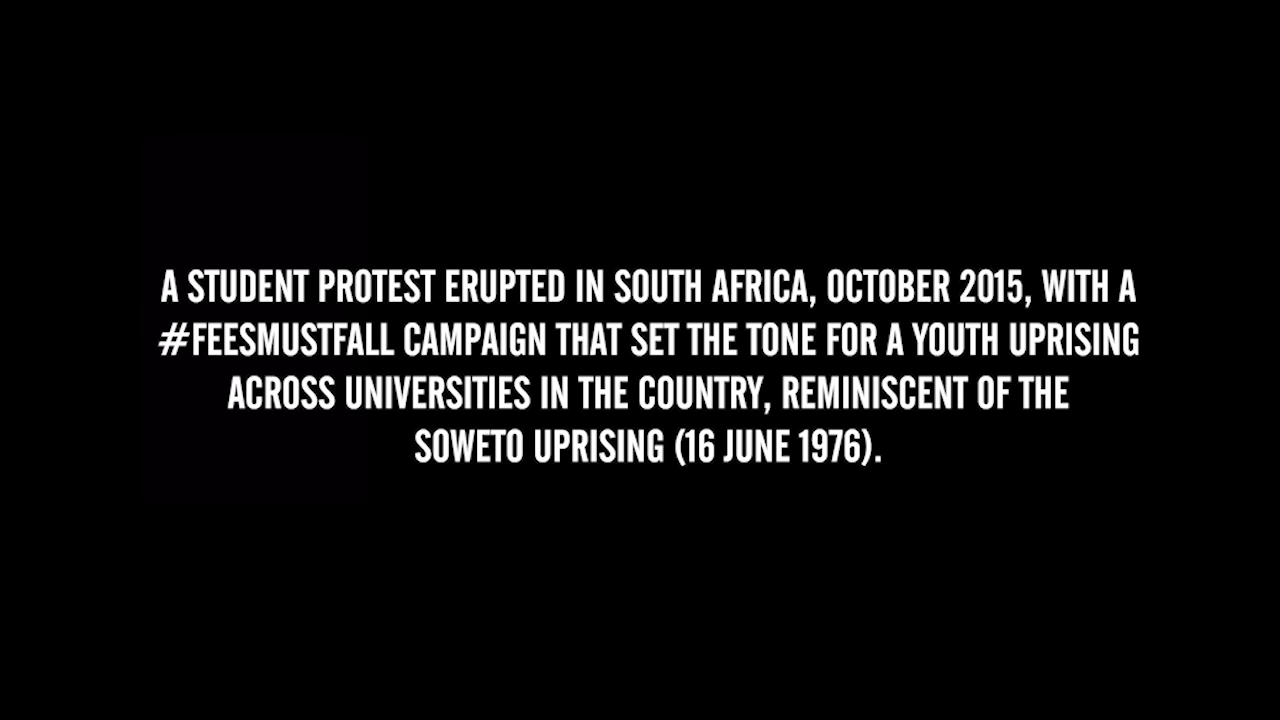 A STUDENT PROTEST ERUPTED IN SOUTH AFRICA, OCTOBER 2015, WITH A
#FEESMUSTFALL CAMPAIGN THAT SET THE TONE FOR A YOUTH UPRISING
ACROSS UNIVERSITIES IN THE COUNTRY, REMINISCENT OF THE
SOWETO UPRISING (16 JUNE 1976).